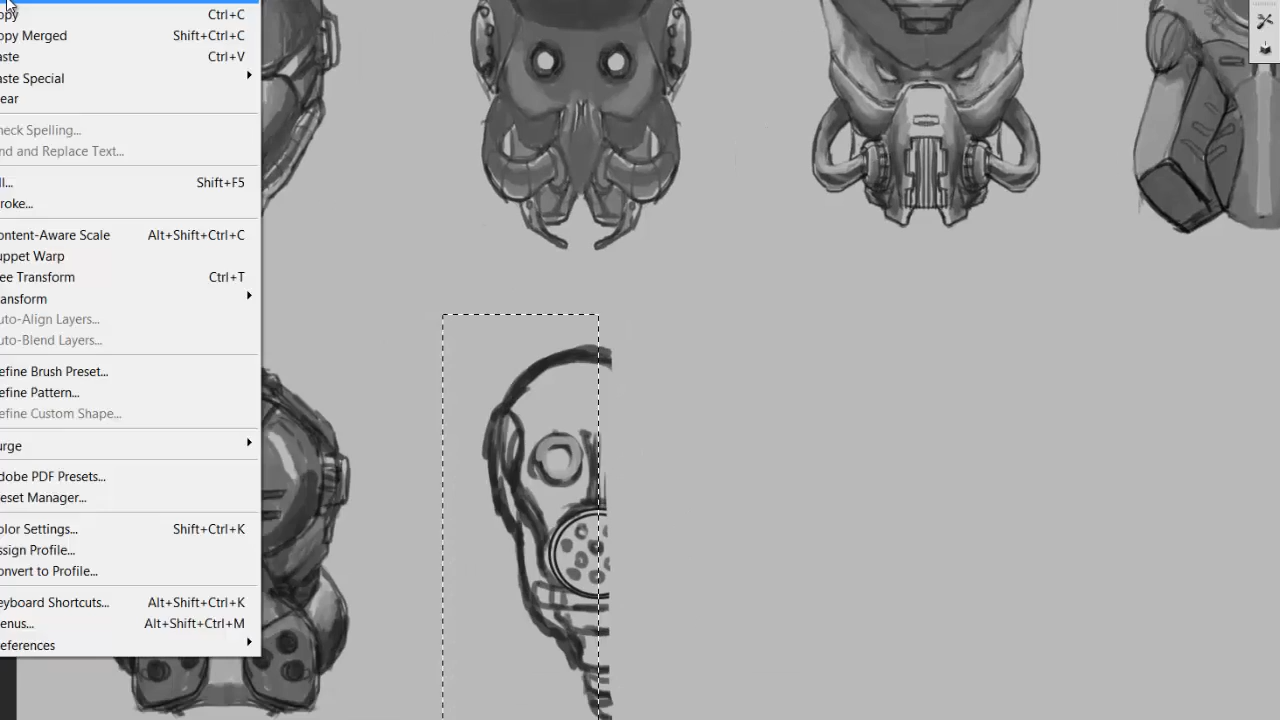 opy Ctrl+C
opy Merged Shift+Ctrl+C
aste Ctrl+V
aste Special
ear
heck Spelling...
nd and Replace Text...
ll... Shift+F5
roke...
ontent-Aware Scale Alt+Shift+Ctrl+C
uppet Warp
ee Transform Ctrl+T
ansform
uto-Align Layers...
uto-Blend Layers...
efine Brush Preset...
efine Pattern...
efine Custom Shape...
urge
dobe PDF Presets...
eset Manager...
olor Settings... Shift+Ctrl+K
ssign Profile...
onvert to Profile...
eyboard Shortcuts... Alt+Shift+Ctrl+K
enus... Alt+Shift+Ctrl+M
eferences